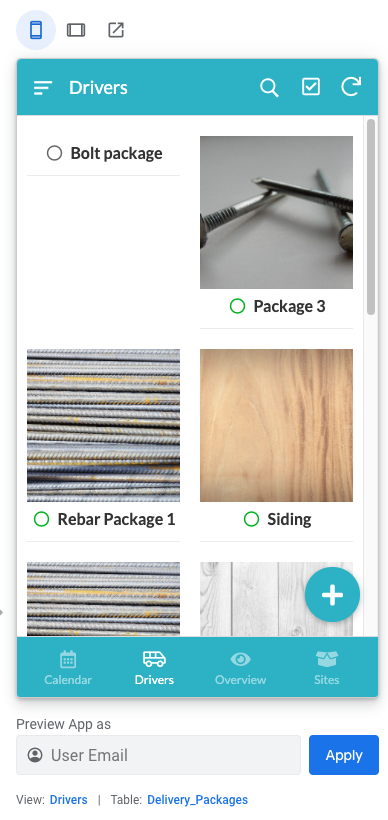 Drivers
Bolt package
Package 3
Rebar Package 1
Siding
Calendar
Drivers
Overview
Sites
Preview App as
User Email
Apply
View: Drivers | Table: Delivery_Packages